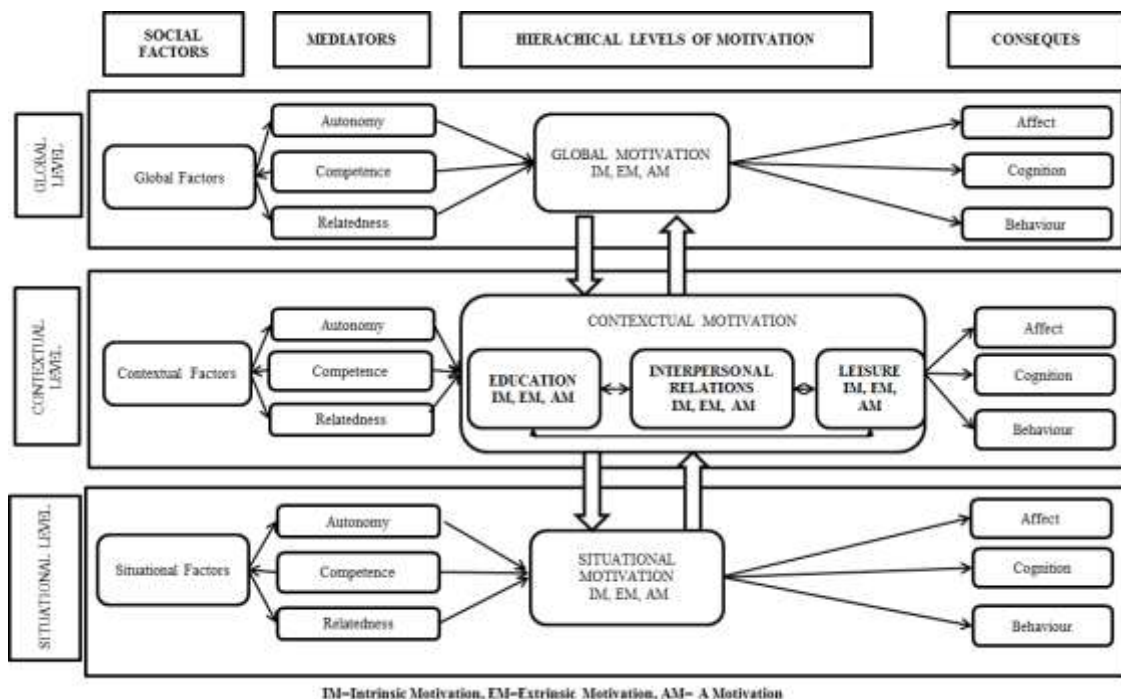 SOCIAL
FACTORS
MEDIATORS
HIERACHICAL LEVELS OF MOTIVATION
CONSEQUES
GLOBAL
LEVEL
Global Factors
Autonomy
Competence
Relatedness
GLOBAL MOTIVATION
IM, EM, AM
Affect
Cognition
Behaviour
CONTEXTUAL
LEVEL
Contextual Factors
Autonomy
Competence
Relatedness
CONTEXCTUAL MOTIVATION
EDUCATION
IM, EM, AM
INTERPERSONAL
RELATIONS
IM, EM, AM
LEISURE
IM, EM,
AM
Affect
Cognition
Behaviour
SITUATIONAL LEVEL
Situational Factors
Autonomy
Competence
Relatedness
SITUATIONAL
MOTIVATION
IM, EM, AM
Affect
Cognition
Behaviour
IM=Intrinsic Motivation, EM=Extrinsic Motivation, AM= A Motivation